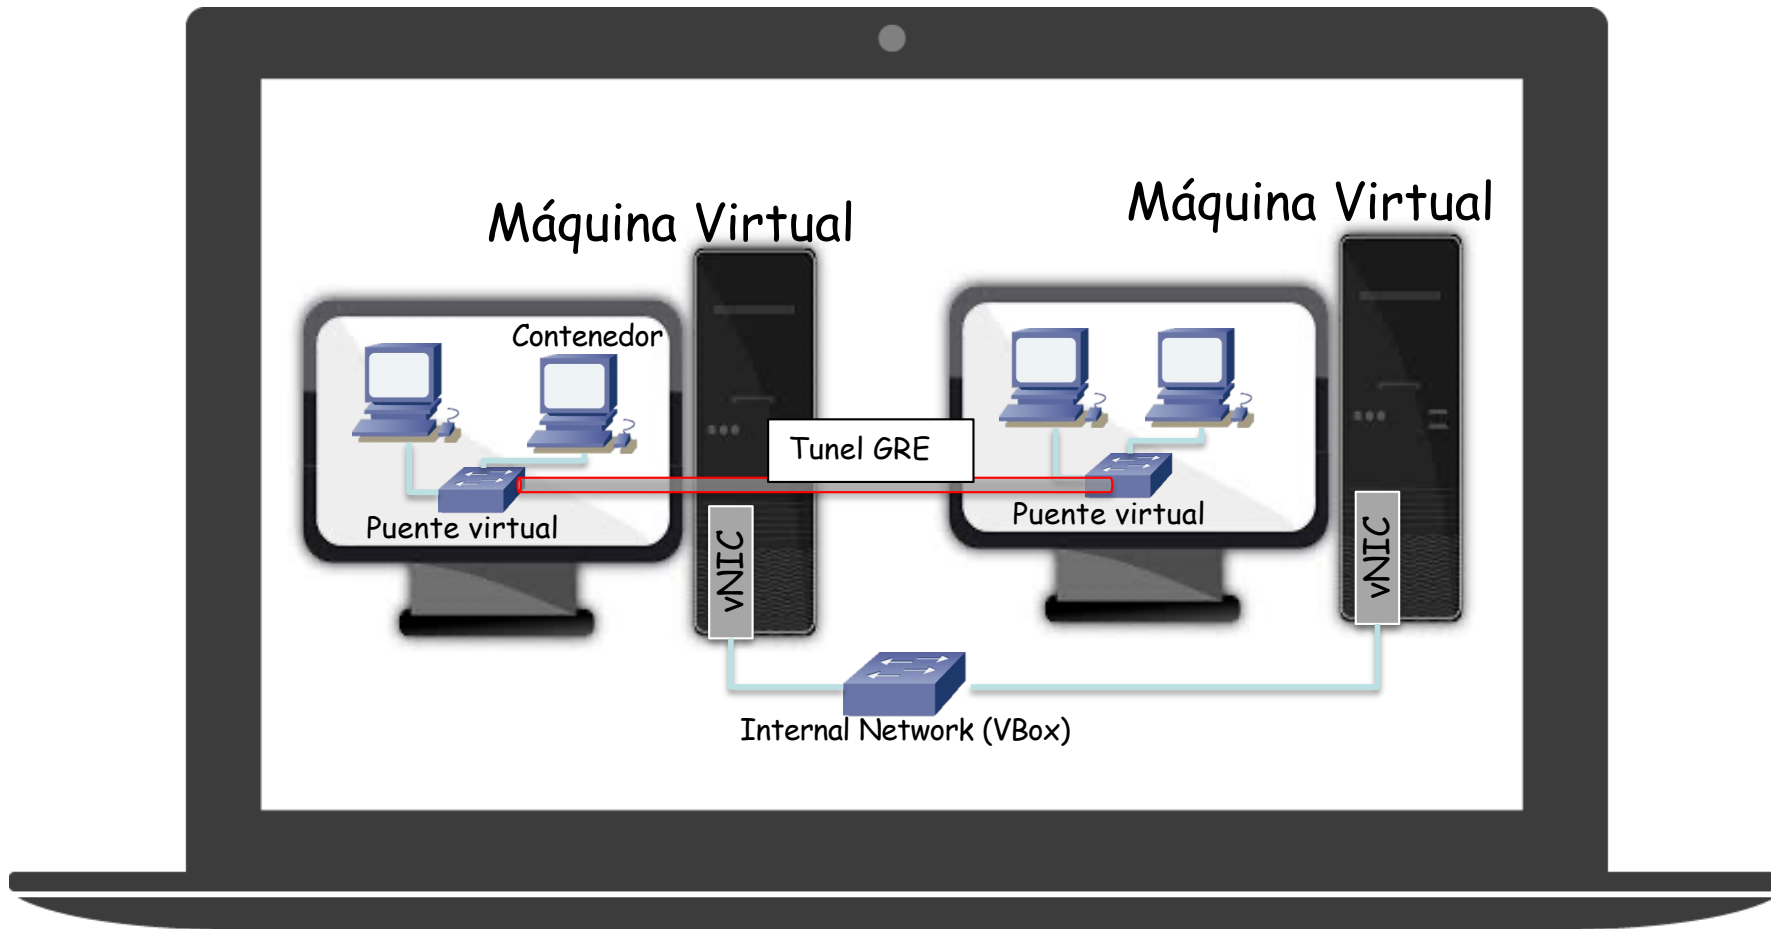 Máquina Virtual
Máquina Virtual
Contenedor
Tunel GRE
Puente virtual
Puente virtual
vNIC
vNIC
Internal Network (VBox)